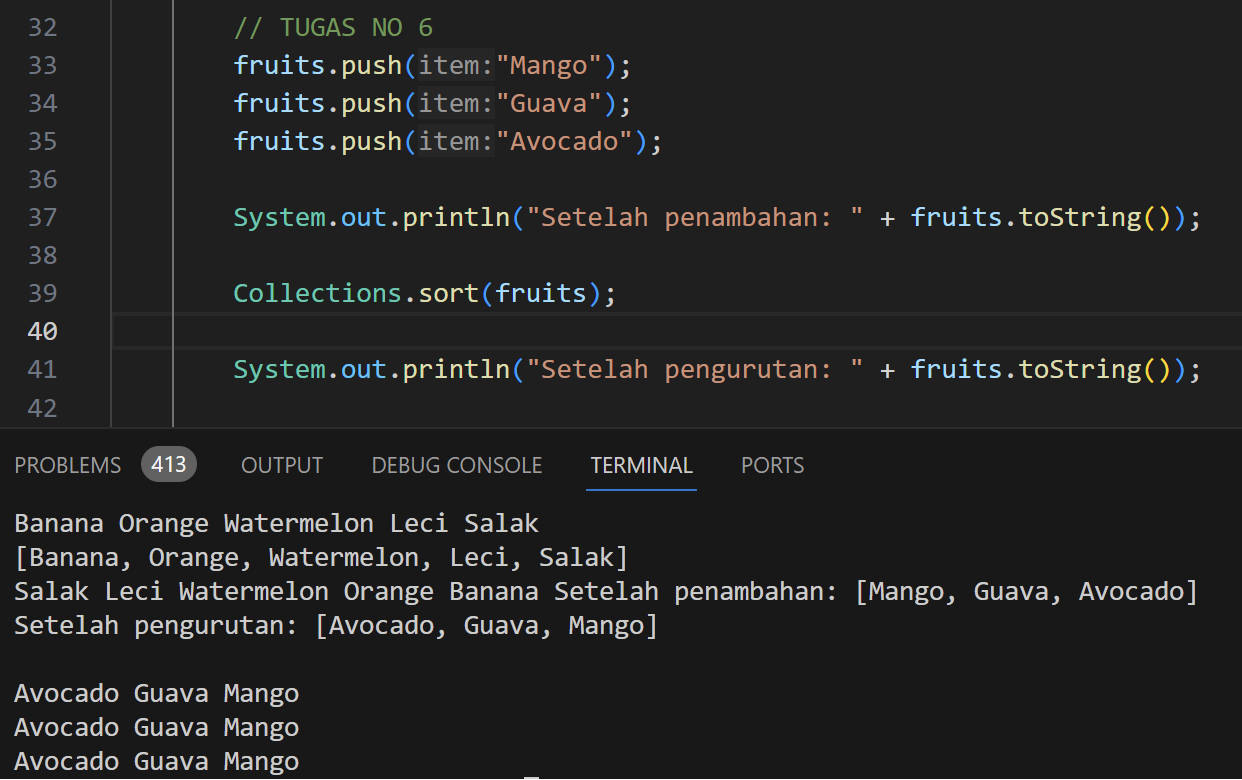 32 // TUGAS NO 6
33 fruits.push(item:"Mango");
34 fruits.push(item:"Guava");
35 fruits.push(item:"Avocado");
36
37 System.out.println("Setelah penambahan: " + fruits.toString());
38
39 Collections.sort(fruits);
40
41 System.out.println("Setelah pengurutan: " + fruits.toString());
42
PROBLEMS 413 OUTPUT DEBUG CONSOLE TERMINAL PORTS
Banana Orange Watermelon Leci Salak
[Banana, Orange, Watermelon, Leci, Salak]
Salak Leci Watermelon Orange Banana Setelah penambahan: [Mango, Guava, Avocado]
Setelah pengurutan: [Avocado, Guava, Mango]
Avocado Guava Mango
Avocado Guava Mango
Avocado Guava Mango